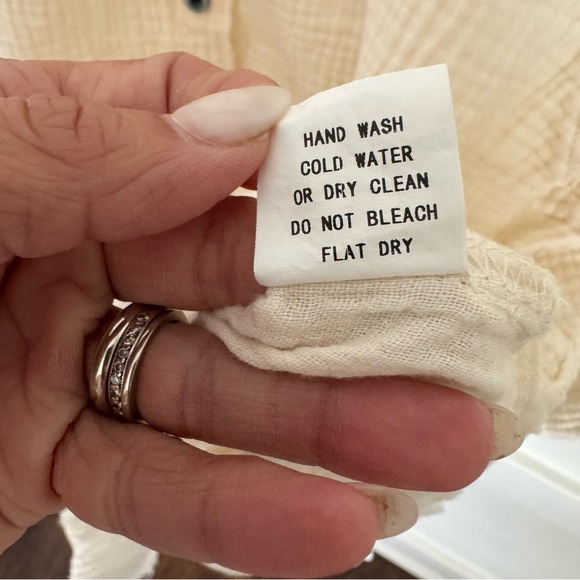 HAND WASH
COLD WATER
OR DRY CLEAN
DO NOT BLEACH
FLAT DRY